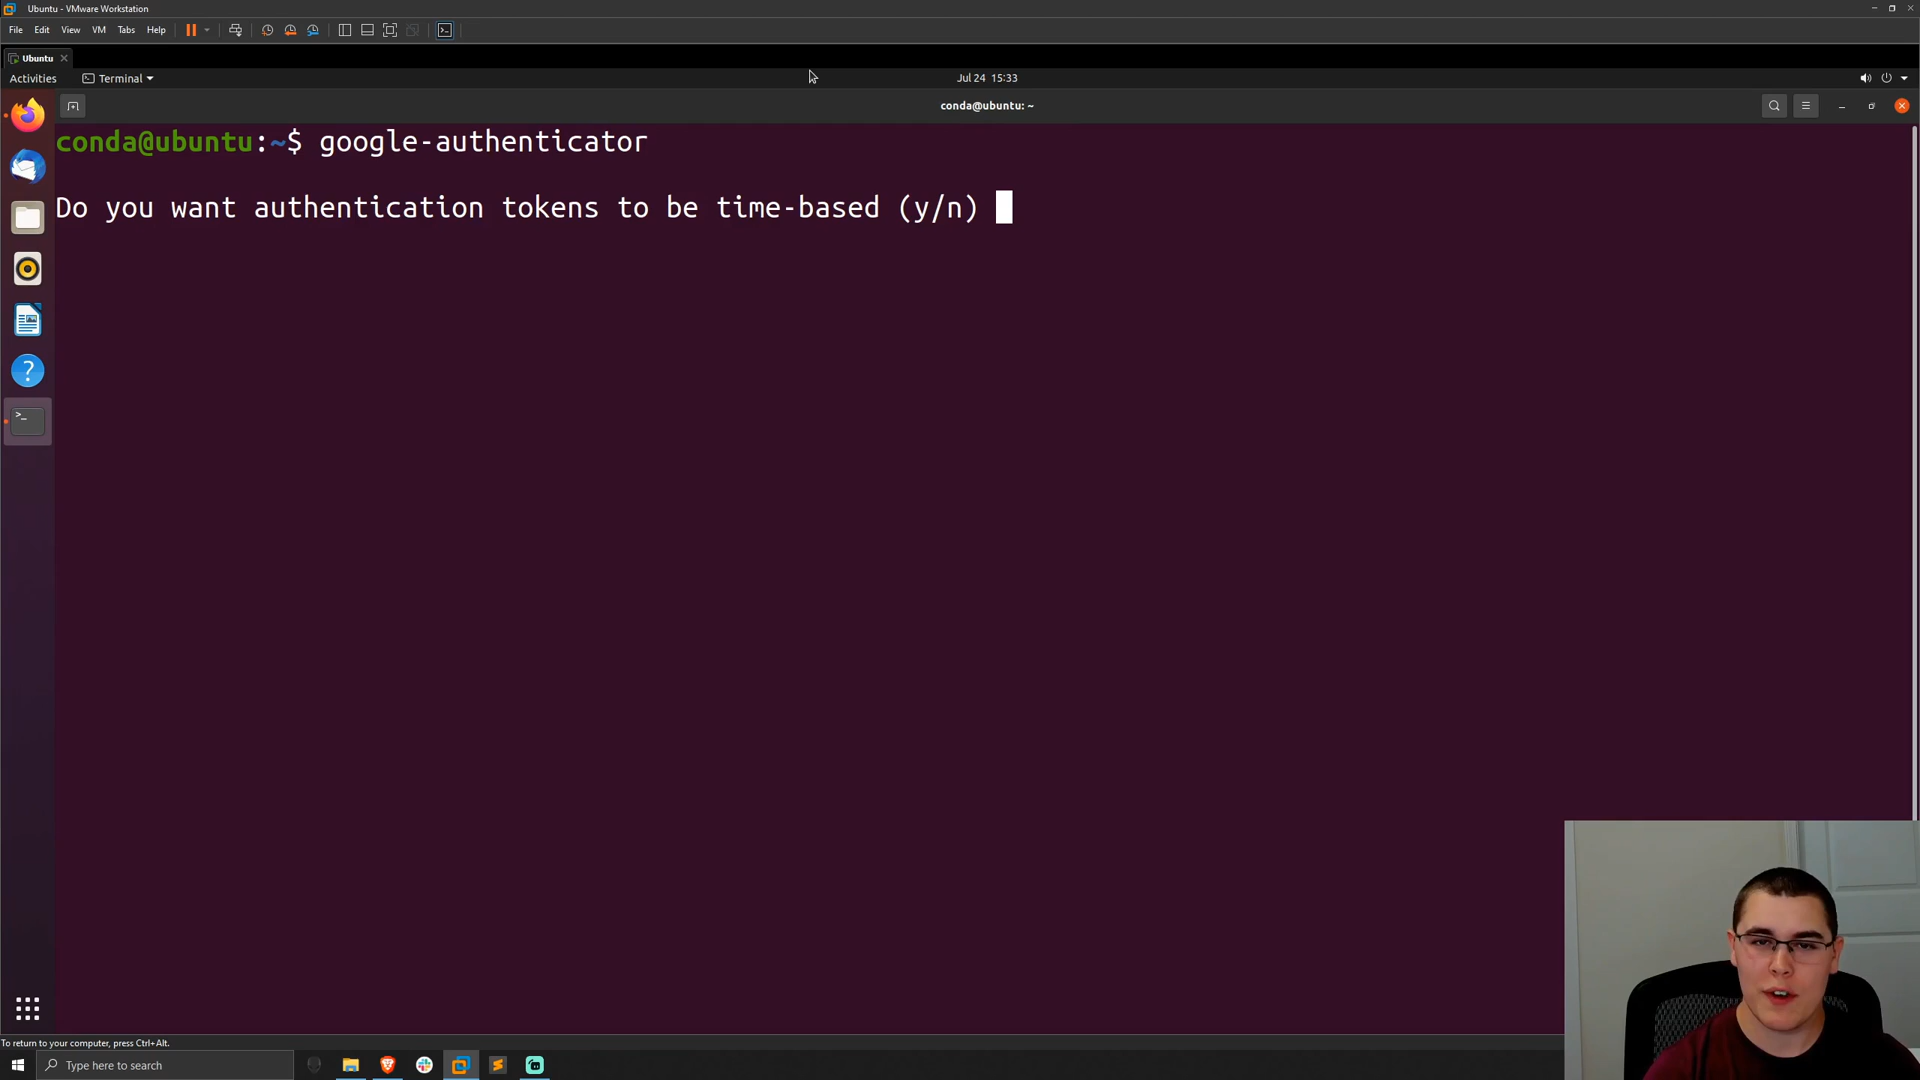 Ubuntu - VMware Workstation
File Edit View VM Tabs Help
Ubuntu
Activities Terminal Jul 24 15:33
conda@ubuntu: ~
conda@ubuntu:~$ google-authenticator
Do you want authentication tokens to be time-based (y/n)
To return to your computer, press Ctrl+Alt.
Type here to search